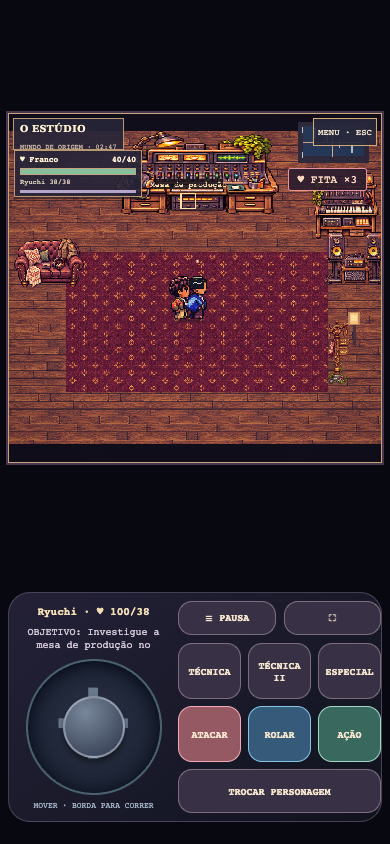 O ESTÚDIO
MENU · ESC
MUNDO DE ORIGEM · 02:47
♥ Franco 40/40
Ryuchi 38/38
Mesa de produçã
♥ FITA ×3
Ryuchi · ♥ 100/38
OBJETIVO: Investigue a
mesa de produção no
≡ PAUSA
TÉCNICA
TÉCNICA
II
ESPECIAL
ATACAR
ROLAR
AÇÃO
MOVER · BORDA PARA CORRER
TROCAR PERSONAGEM